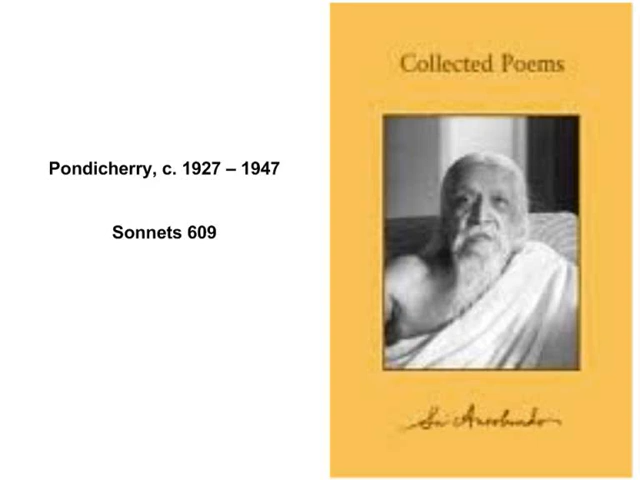 Pondicherry, c. 1927 – 1947
Sonnets 609
Collected Poems
Sri Aurobindo